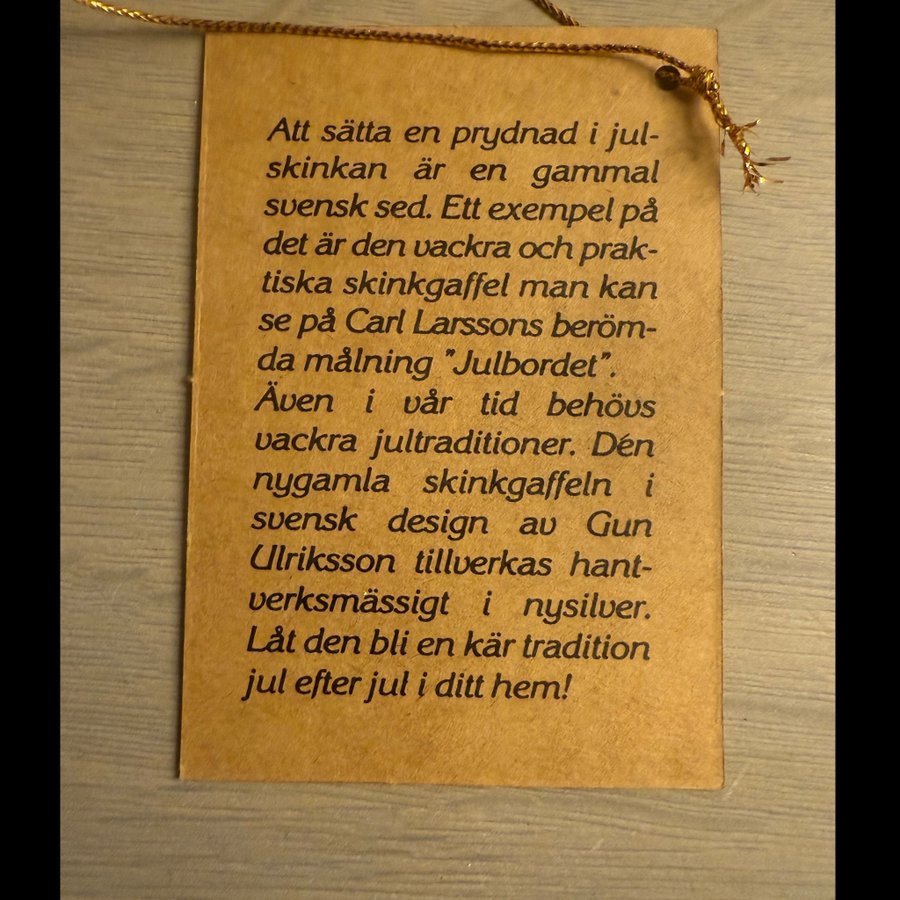 Att sätta en prydnad i jul-
skinkan är en gammal
svensk sed. Ett exempel på
det är den vackra och prak-
tiska skinkgaffel man kan
se på Carl Larssons beröm-
da målning "Julbordet".
Även i vår tid behövs
vackra jultraditioner. Den
nygamla skinkgaffeln i
svensk design av Gun
Ulriksson tillverkas hant-
verksmässigt i nysilver.
Låt den bli en kär tradition
jul efter jul i ditt hem!